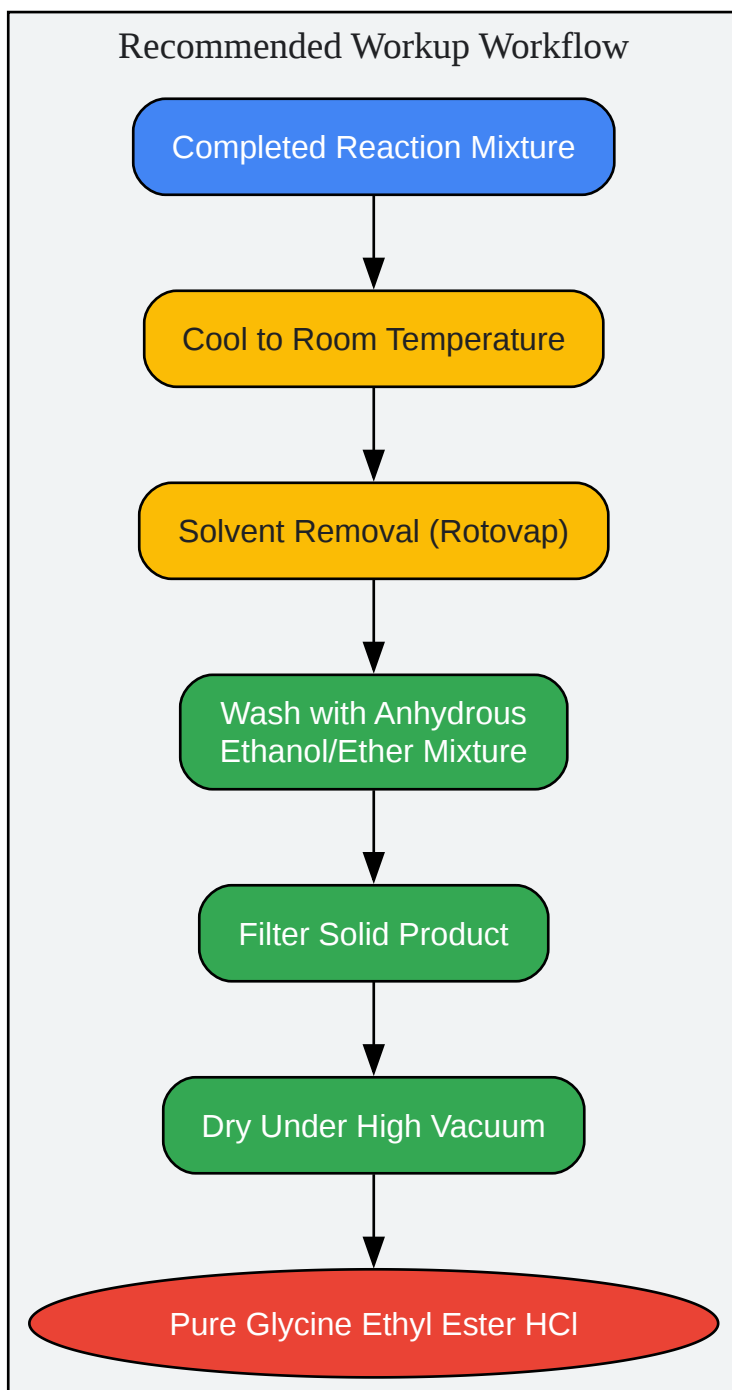 Recommended Workup Workflow
Completed Reaction Mixture
Cool to Room Temperature
Solvent Removal (Rotovap)
Wash with Anhydrous
Ethanol/Ether Mixture
Filter Solid Product
Dry Under High Vacuum
Pure Glycine Ethyl Ester HCl